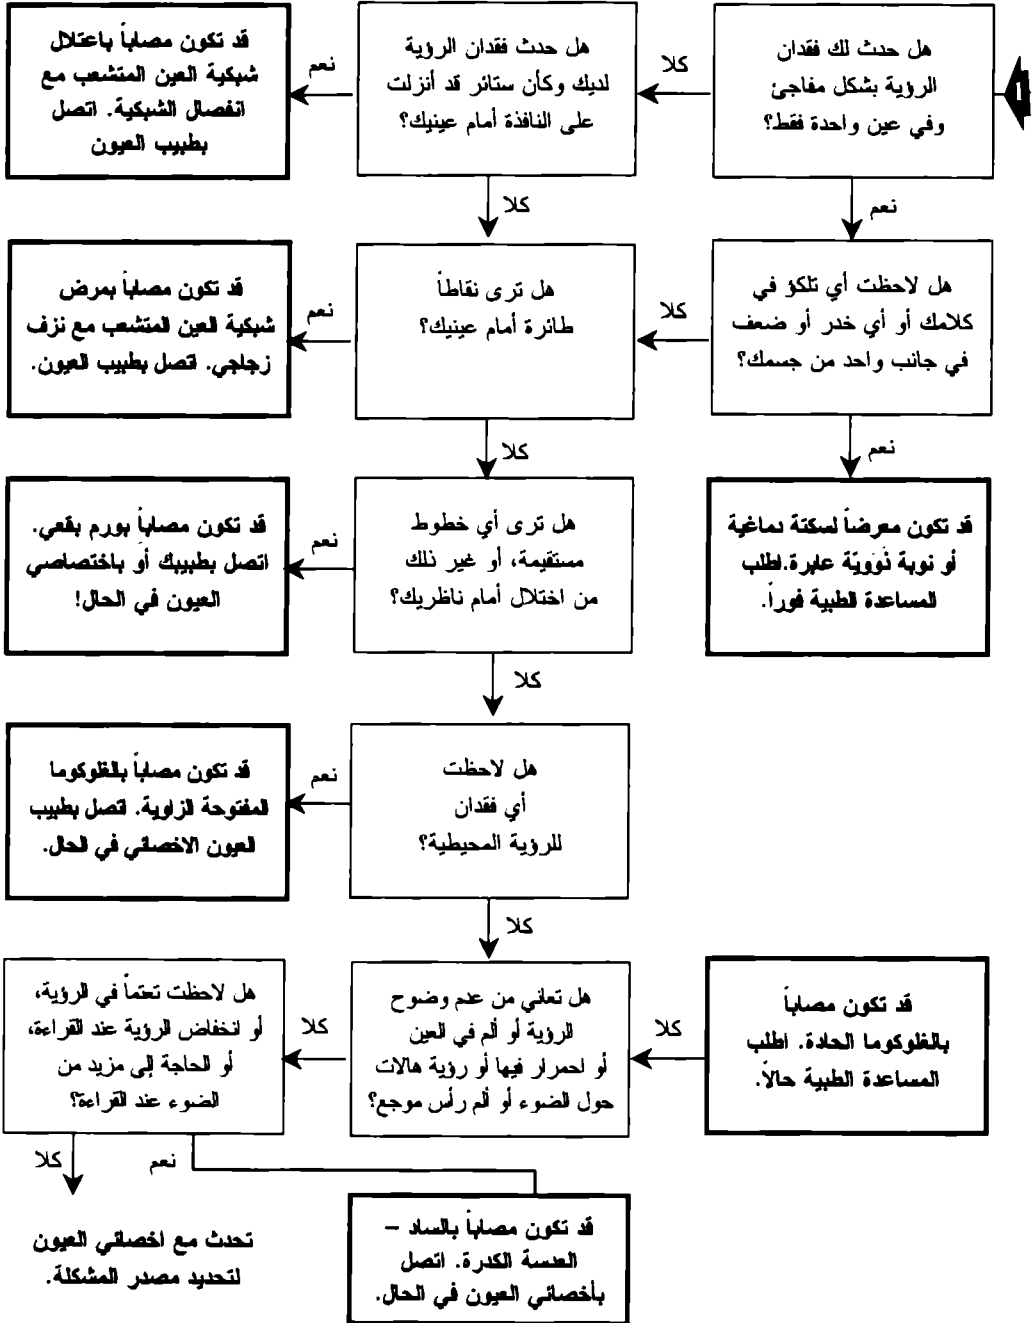 1
هل حدث لك فقدان
الرؤية بشكل مفاجئ
وفي عين واحدة فقط؟
كلا
هل حدث فقدان الرؤية
لديك وكأن ستائر قد أنزلت
على النافذة أمام عينيك؟
نعم
قد تكون مصاباً باعتلال
شبكية العين المتشعب مع
انفصال الشبكية. اتصل
بطبيب العيون
نعم
كلا
هل لاحظت أي تلكؤ في
كلامك أو أي خدر أو ضعف
في جانب واحد من جسمك؟
كلا
هل ترى نقاطاً
طائرة أمام عينيك؟
نعم
قد تكون مصاباً بمرض
شبكية العين المتشعب مع نزف
زجاجي. اتصل بطبيب العيون.
نعم
كلا
قد تكون معرضاً لسكتة دماغية
أو نوبة نَوَويّة عابرة.اطلب
المساعدة الطبية فوراً.
هل ترى أي خطوط
مستقيمة، أو غير ذلك
من اختلال أمام ناظريك؟
نعم
قد تكون مصاباً بورم بقعي.
اتصل بطبيبك أو باختصاصي
العيون في الحال!
كلا
هل لاحظت
أي فقدان
للرؤية المحيطية؟
نعم
قد تكون مصاباً بالغلوكوما
المفتوحة الزاوية. اتصل بطبيب
العيون الاخصائي في الحال.
كلا
قد تكون مصاباً
بالغلوكوما الحادة. اطلب
المساعدة الطبية حالاً.
كلا
هل تعاني من عدم وضوح
الرؤية أو ألم في العين
أو احمرار فيها أو رؤية هالات
حول الضوء أو ألم رأس موجع؟
كلا
هل لاحظت تعتماً في الرؤية،
أو انخفاض الرؤية عند القراءة،
أو الحاجة إلى مزيد من
الضوء عند القراءة؟
نعم
كلا
قد تكون مصاباً بالساد –
العدسة الكدرة. اتصل
بأخصائي العيون في الحال.
تحدث مع اخصائي العيون
لتحديد مصدر المشكلة.